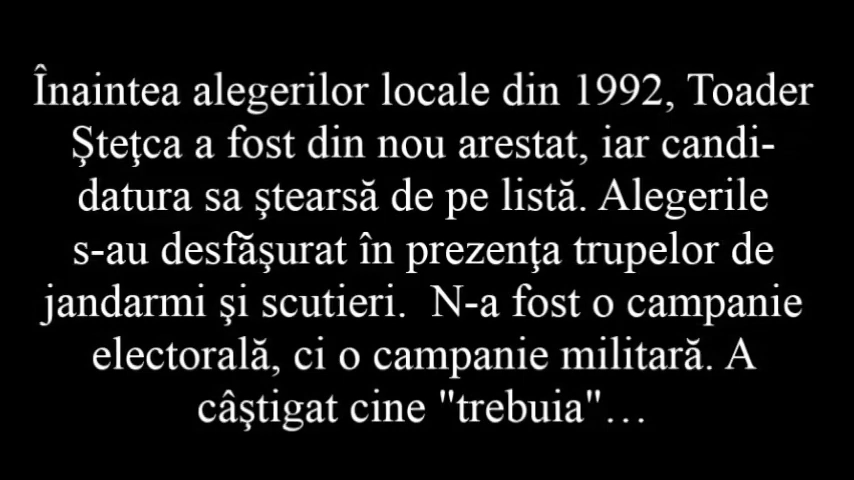 Înaintea alegerilor locale din 1992, Toader
Şteţca a fost din nou arestat, iar candi-
datura sa ştearsă de pe listă. Alegerile
s-au desfăşurat în prezenţa trupelor de
jandarmi şi scutieri.  N-a fost o campanie
electorală, ci o campanie militară. A
câştigat cine "trebuia"…